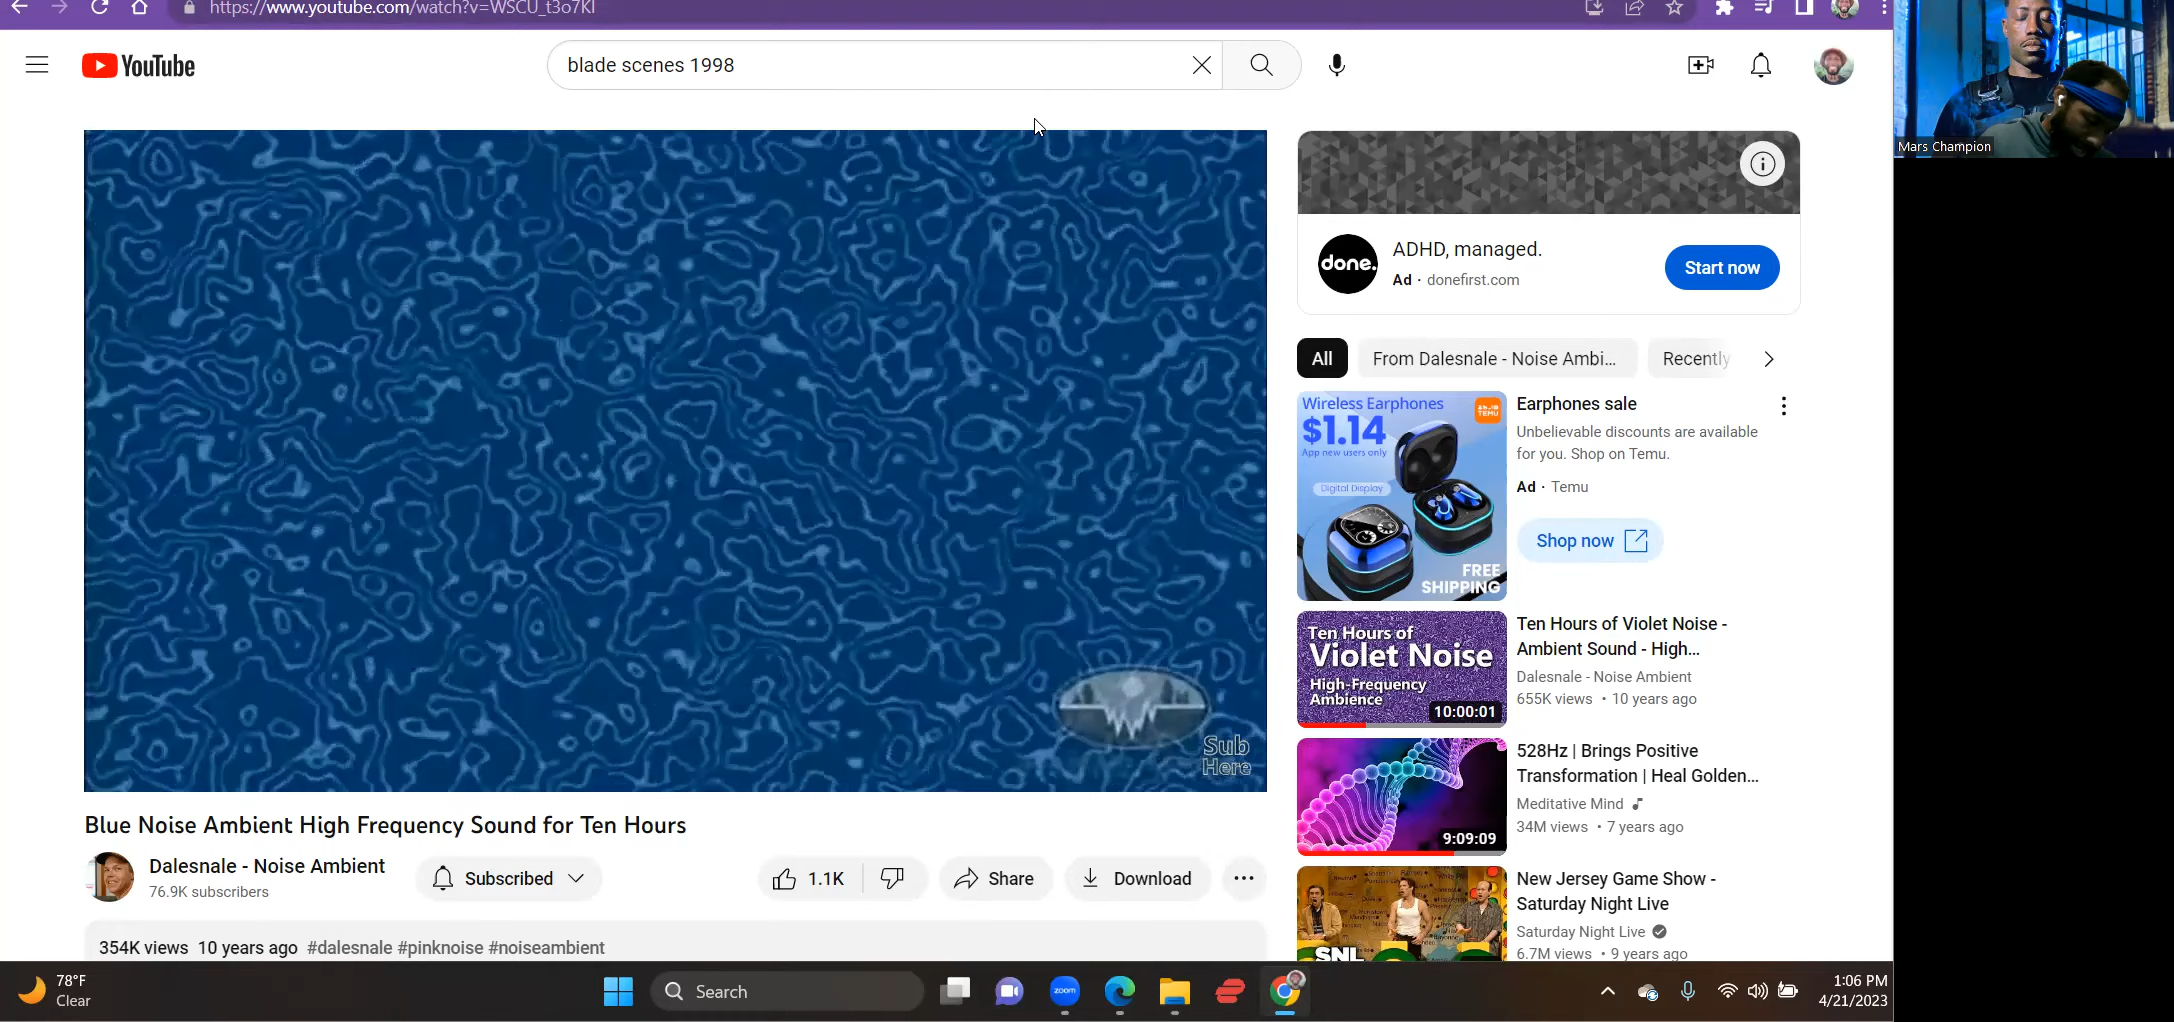 https://www.youtube.com/watch?v=WSCU_t3o7KI
YouTube
blade scenes 1998
Mars Champion
done.
ADHD, managed.
Ad · donefirst.com
Start now
All
From Dalesnale - Noise Ambi...
Recently
Wireless Earphones
$1.14
App new users only
TEMU
Digital Display
FREE
SHIPPING
Earphones sale
Unbelievable discounts are available
for you. Shop on Temu.
Ad · Temu
Shop now
Ten Hours of
Violet Noise
High-Frequency
Ambience
10:00:01
Ten Hours of Violet Noise -
Ambient Sound - High...
Dalesnale - Noise Ambient
655K views • 10 years ago
9:09:09
528Hz | Brings Positive
Transformation | Heal Golden...
Meditative Mind
34M views • 7 years ago
SNL
New Jersey Game Show -
Saturday Night Live
Saturday Night Live
6.7M views • 9 years ago
Sub
Here
Blue Noise Ambient High Frequency Sound for Ten Hours
Dalesnale - Noise Ambient
76.9K subscribers
Subscribed
1.1K
Share
Download
354K views 10 years ago #dalesnale #pinknoise #noiseambient
78°F
Clear
Search
zoom
1:06 PM
4/21/2023